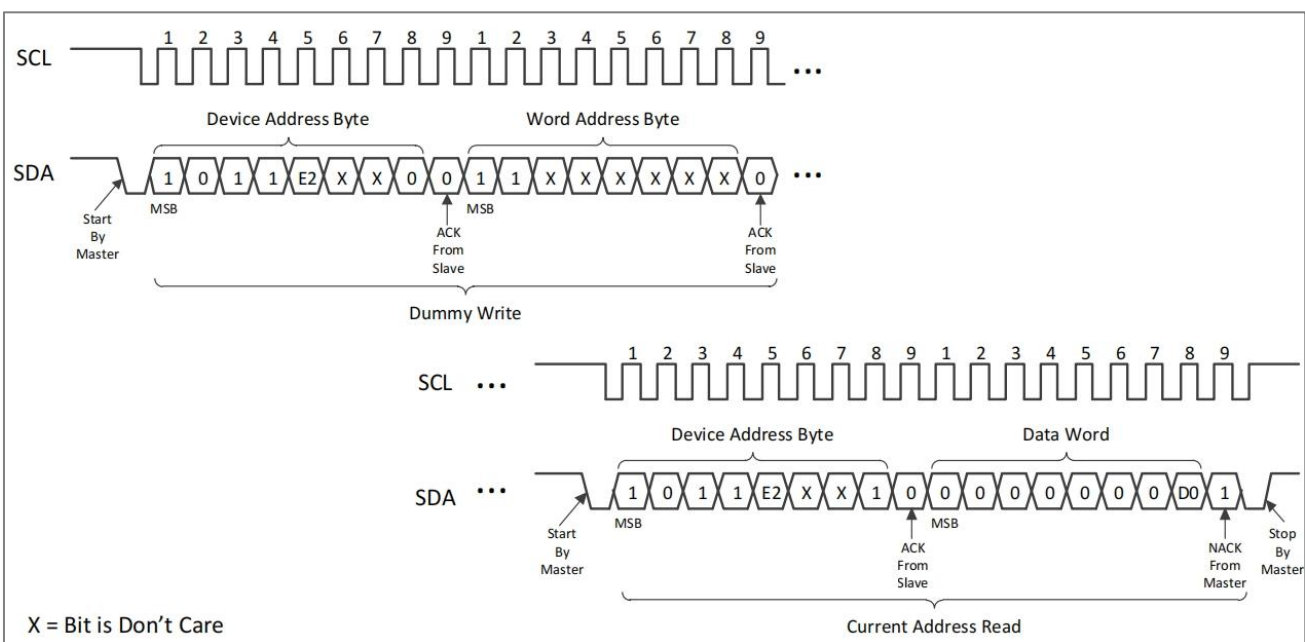 1 2 3 4 5 6 7 8 9 1 2 3 4 5 6 7 8 9
SCL ...
Device Address Byte Word Address Byte
SDA 1 0 1 1 E2 X X 0 0 1 1 X X X X X X 0 ...
MSB MSB
Start By Master
ACK From Slave
ACK From Slave
Dummy Write
1 2 3 4 5 6 7 8 9 1 2 3 4 5 6 7 8 9
SCL ...
Device Address Byte Data Word
SDA ... 1 0 1 1 E2 X X 1 0 0 0 0 0 0 0 0 D0 1
MSB MSB
Start By Master
ACK From Slave
NACK From Master
Stop By Master
X = Bit is Don't Care
Current Address Read